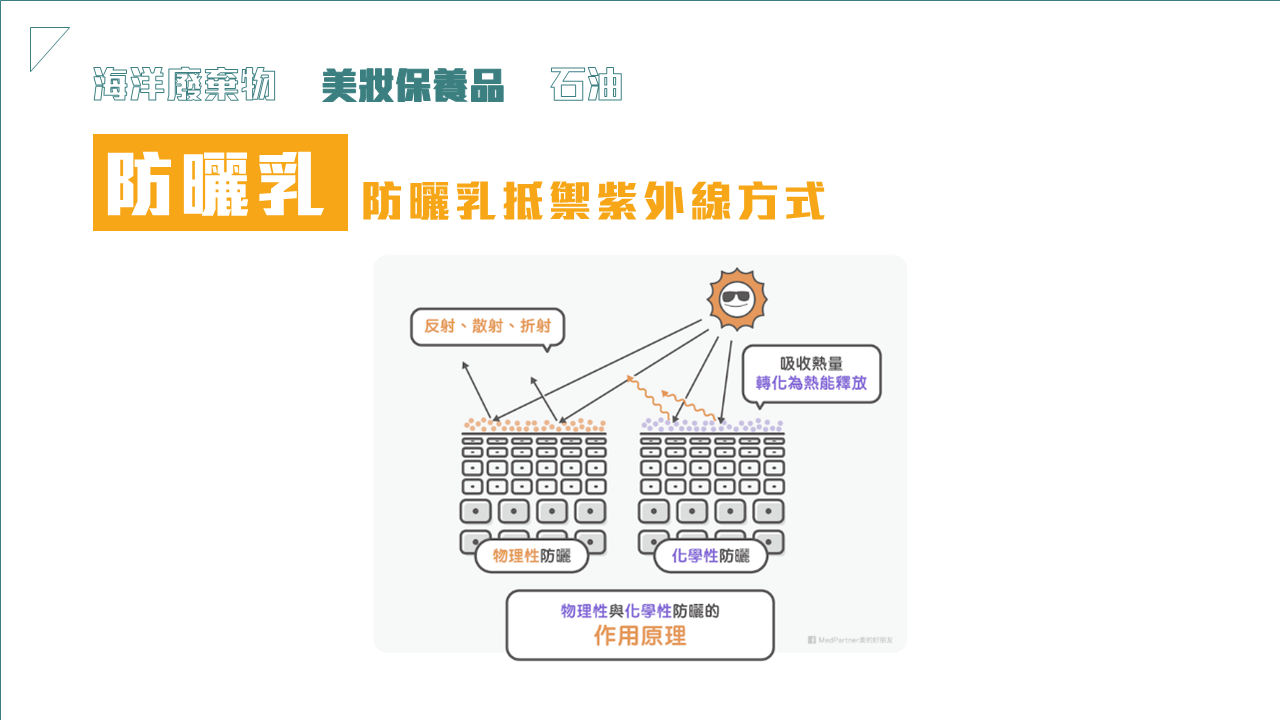 海洋廢棄物 美妝保養品 石油
防曬乳 防曬乳抵禦紫外線方式
反射、散射、折射
吸收熱量
轉化為熱能釋放
物理性防曬 化學性防曬
物理性與化學性防曬的
作用原理
MedPartner美的好朋友